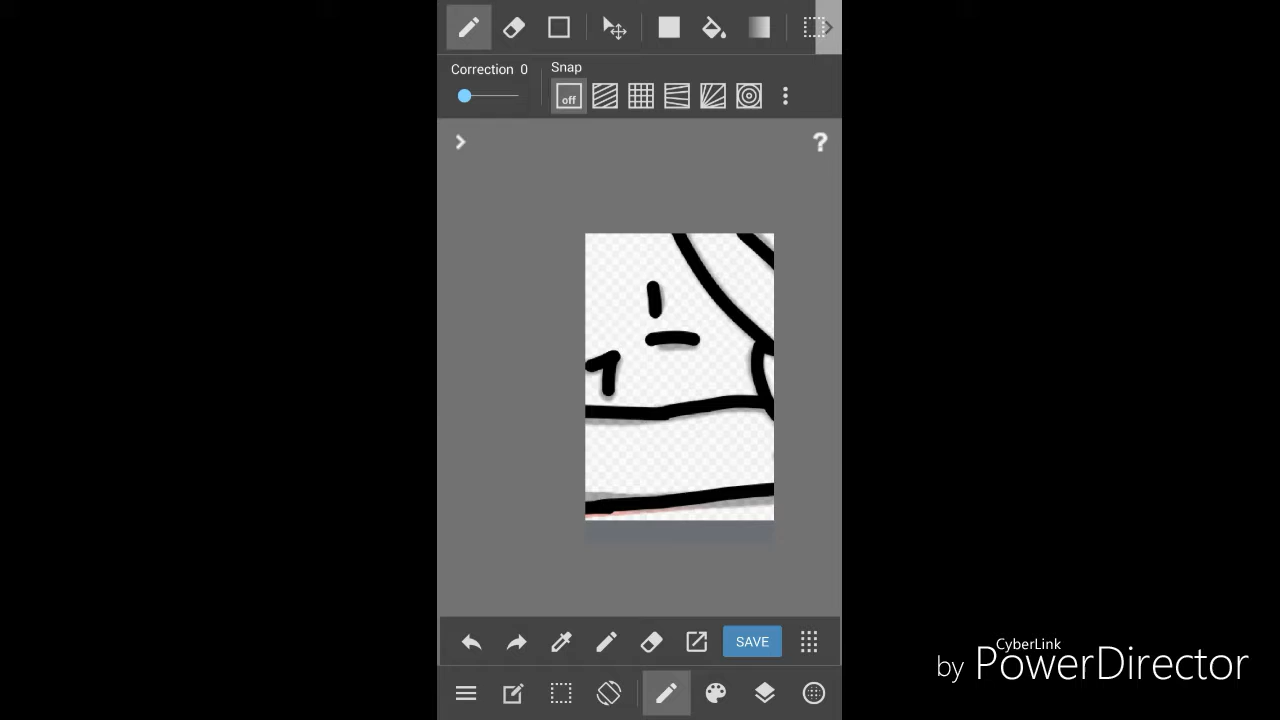 Correction 0
Snap
off
?
SAVE
CyberLink
by PowerDirector